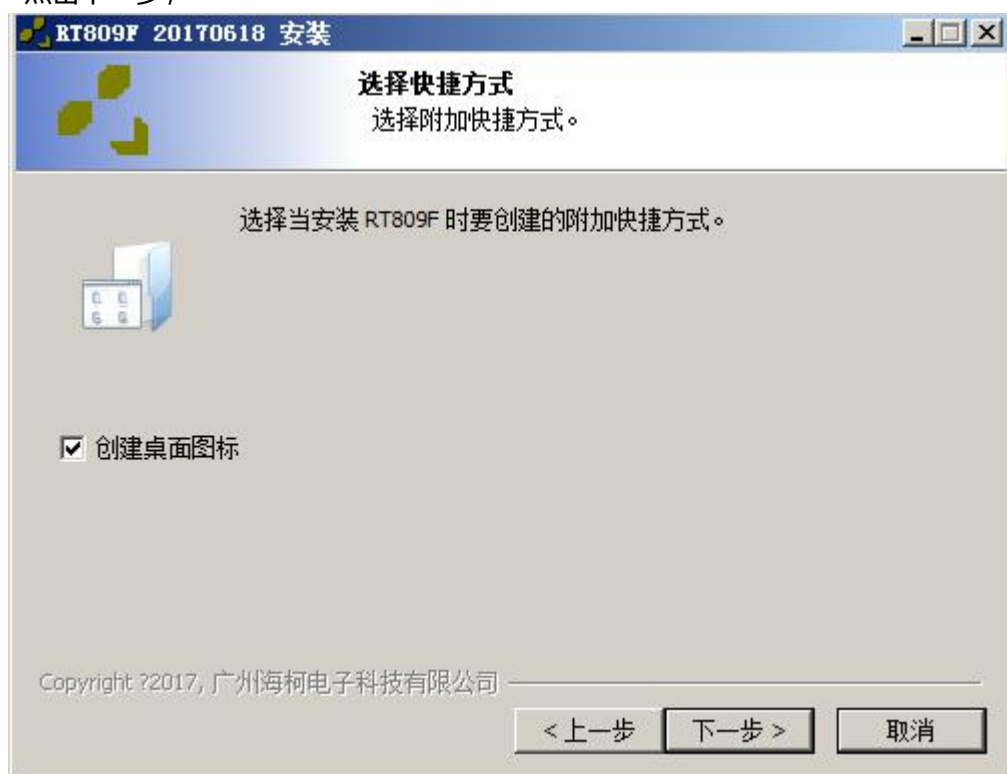 RT809F 20170618 安装
选择快捷方式
选择附加快捷方式。
选择当安装 RT809F 时要创建的附加快捷方式。
创建桌面图标
Copyright ?2017, 广州海柯电子科技有限公司
<上一步 下一步> 取消